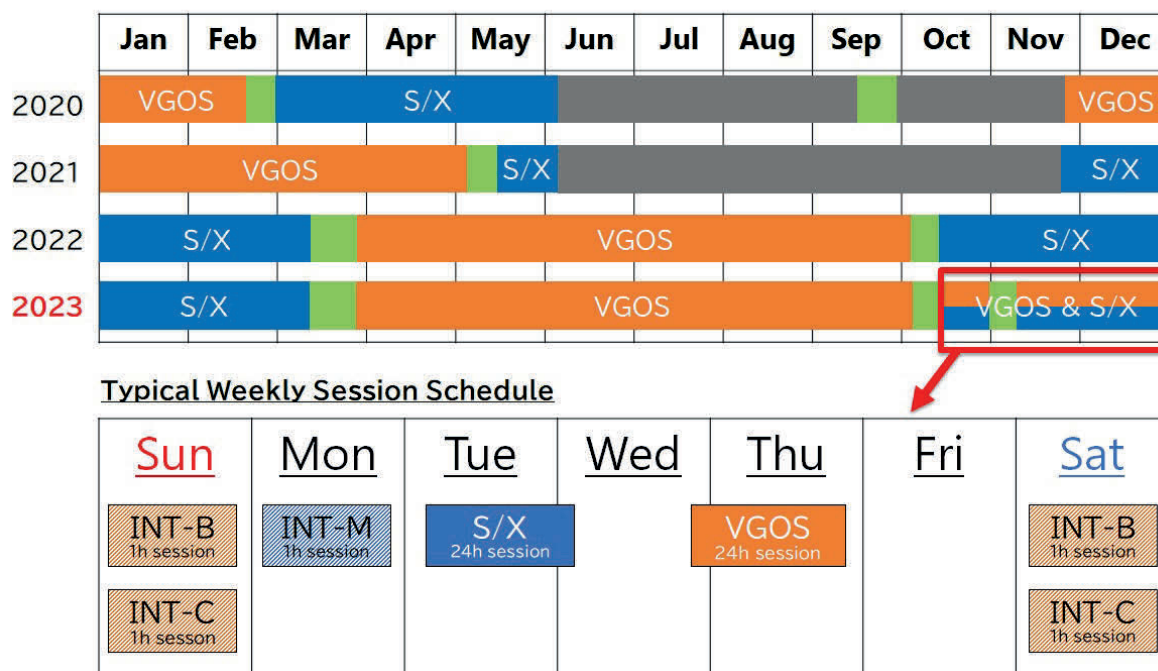 Jan Feb Mar Apr May Jun Jul Aug Sep Oct Nov Dec
2020 VGOS S/X VGOS
2021 VGOS S/X S/X
2022 S/X VGOS S/X
2023 S/X VGOS VGOS & S/X
Typical Weekly Session Schedule
Sun Mon Tue Wed Thu Fri Sat
INT-B INT-M S/X VGOS INT-B
1h session 1h session 24h session 24h session 1h session
INT-C INT-C
1h sesson 1h session